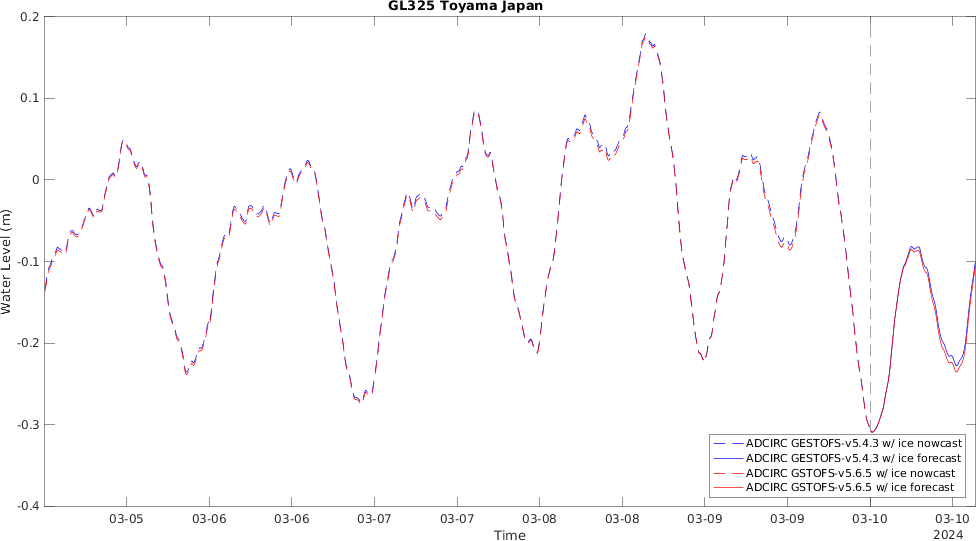 GL325 Toyama Japan
0.2
0.1
0
-0.1
-0.2
-0.3
-0.4
Water Level (m)
ADCIRC GESTOFS-v5.4.3 w/ ice nowcast
ADCIRC GESTOFS-v5.4.3 w/ ice forecast
ADCIRC GSTOFS-v5.6.5 w/ ice nowcast
ADCIRC GSTOFS-v5.6.5 w/ ice forecast
03-05 03-06 03-06 03-07 03-07 03-08 03-08 03-09 03-09 03-10 03-10
Time
2024